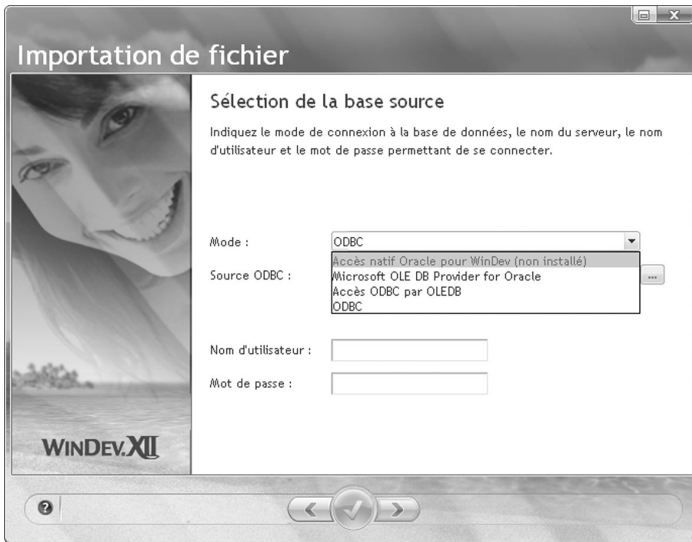 Importation de fichier
Sélection de la base source
Indiquez le mode de connexion à la base de données, le nom du serveur, le nom
d'utilisateur et le mot de passe permettant de se connecter.
Mode :
ODBC
Accès natif Oracle pour WinDev (non installé)
Source ODBC :
Microsoft OLE DB Provider for Oracle
...
Accès ODBC par OLEDB
ODBC
Nom d'utilisateur :
Mot de passe :
WINDEV.XII
?